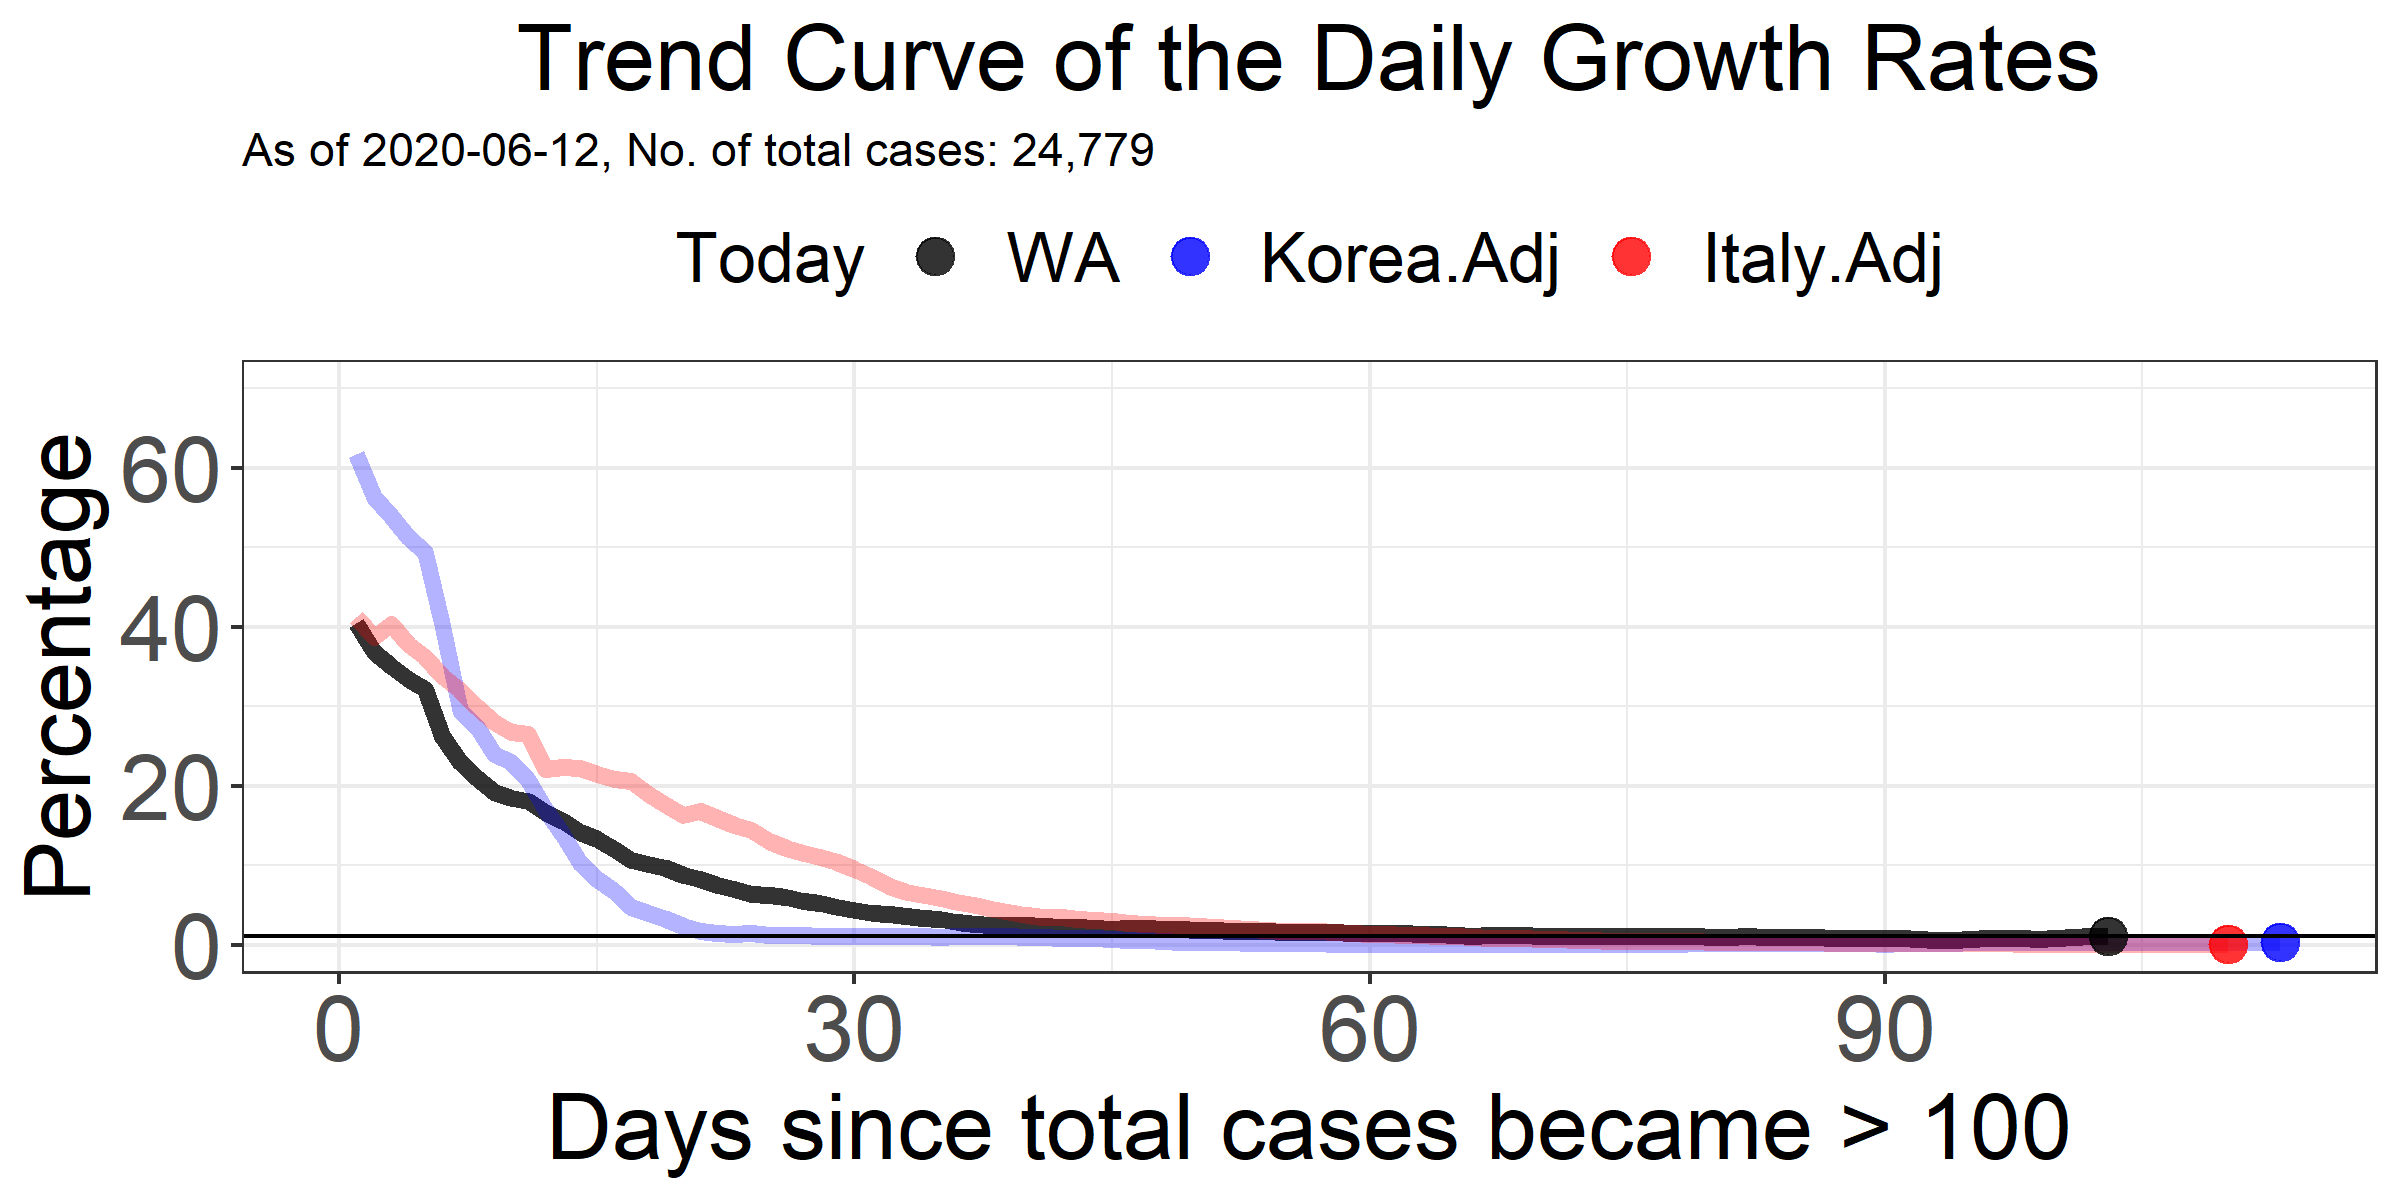 Trend Curve of the Daily Growth Rates
As of 2020-06-12, No. of total cases: 24,779
Today WA Korea.Adj Italy.Adj
Percentage
60
40
20
0
0 30 60 90
Days since total cases became > 100